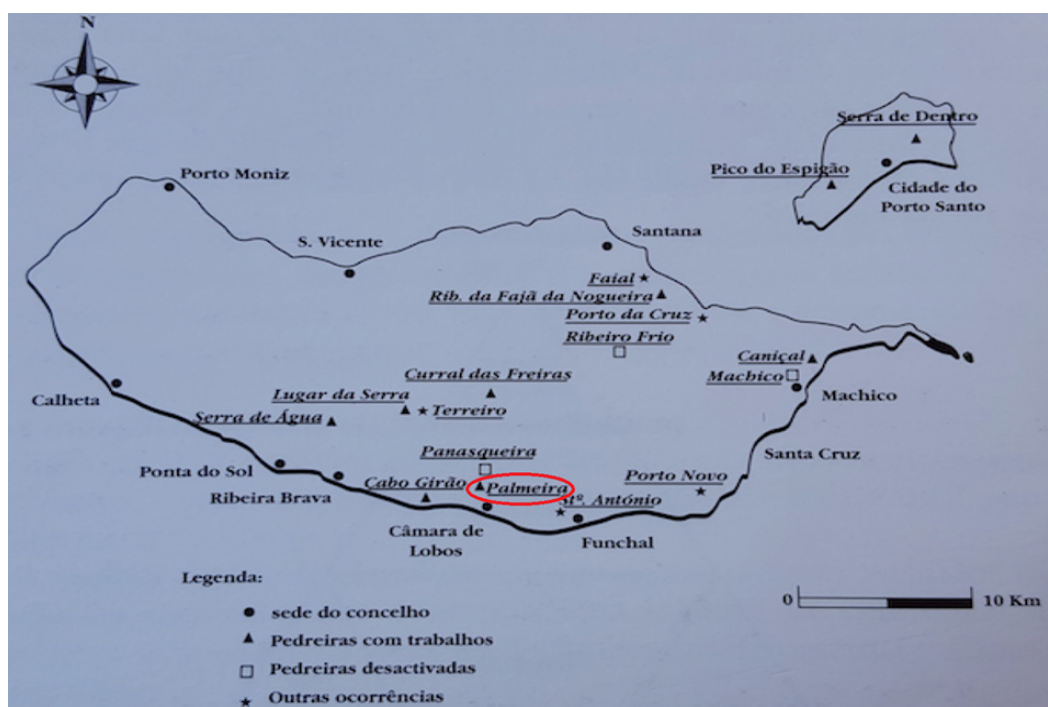 N
Serra de Dentro
Pico do Espigão
Cidade do
Porto Santo
Porto Moniz
S. Vicente
Santana
Faial
Rib. da Fajã da Nogueira
Porto da Cruz
Ribeiro Frio
Caniçal
Machico
Machico
Curral das Freiras
Lugar da Serra
Terreiro
Serra de Água
Calheta
Santa Cruz
Panasqueira
Ponta do Sol
Porto Novo
Cabo Girão
Palmeira
Ribeira Brava
Stº. António
Câmara de
Lobos
Funchal
Legenda:
sede do concelho
Pedreiras com trabalhos
Pedreiras desactivadas
Outras ocorrências
0
10 Km